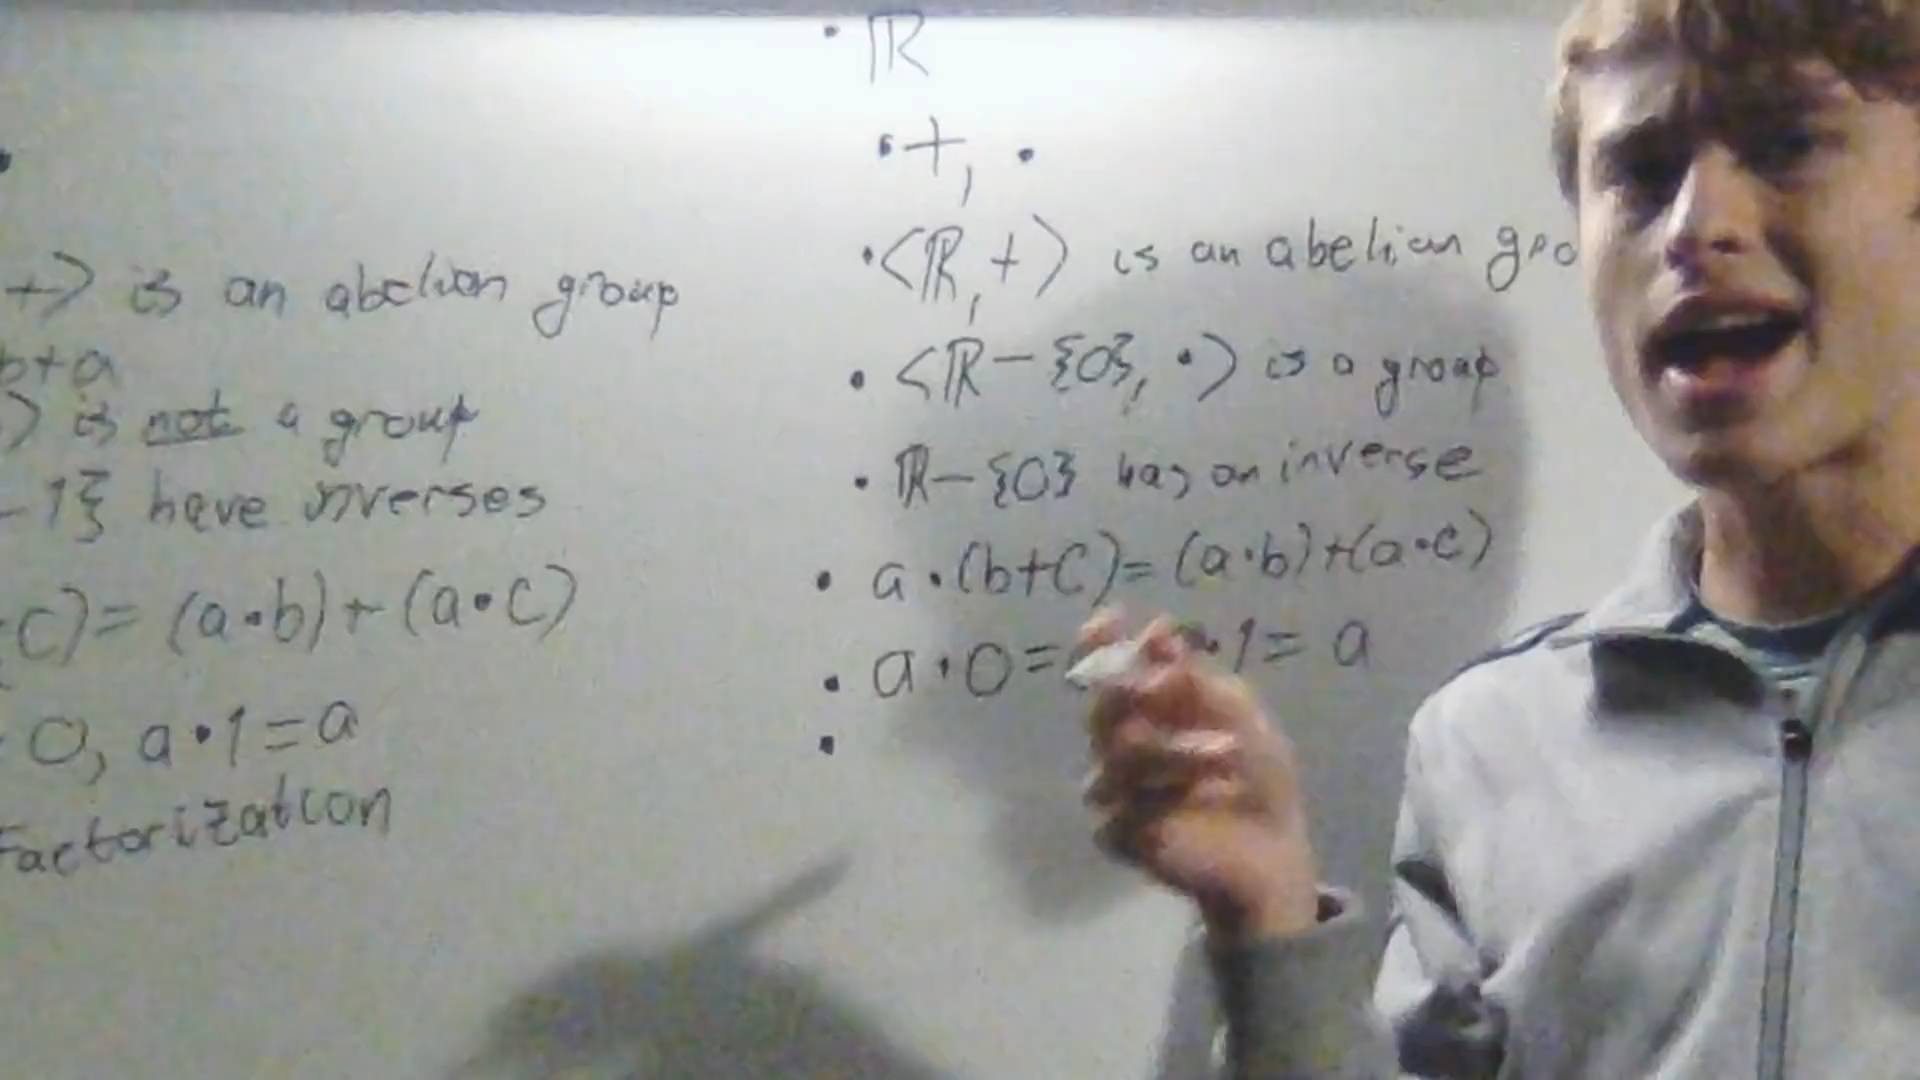 +> is an abelian group
b+a
> is not a group
-1} have inverses
c)= (a•b)+(a•c)
0, a•1=a
Factorization
• ℝ
• +, •
• <ℝ, +> is an abelian gro
• <ℝ-{0}, •> is a group
• ℝ-{0} has an inverse
• a•(b+c)=(a•b)+(a•c)
• a•0= •1= a
•